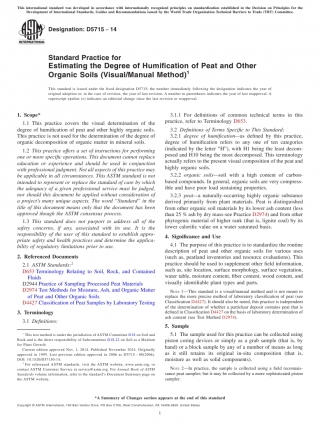 This international standard was developed in accordance with internationally recognized principles on standardization established in the Decision on Principles for the
Development of International Standards, Guides and Recommendations issued by the World Trade Organization Technical Barriers to Trade (TBT) Committee.
Designation: D5715 − 14
Standard Practice for
Estimating the Degree of Humification of Peat and Other
Organic Soils (Visual/Manual Method)1
This standard is issued under the fixed designation D5715; the number immediately following the designation indicates the year of
original adoption or, in the case of revision, the year of last revision. A number in parentheses indicates the year of last reapproval. A
superscript epsilon (ε) indicates an editorial change since the last revision or reapproval.
1. Scope*
1.1 This practice covers the visual determination of the
degree of humification of peat and other highly organic soils.
This practice is not used for the determination of the degree of
organic decomposition of organic matter in mineral soils.
1.2 This practice offers a set of instructions for performing
one or more specific operations. This document cannot replace
education or experience and should be used in conjunction
with professional judgment. Not all aspects of this practice may
be applicable in all circumstances. This ASTM standard is not
intended to represent or replace the standard of care by which
the adequacy of a given professional service must be judged,
nor should this document be applied without consideration of
a project's many unique aspects. The word "Standard" in the
title of this document means only that the document has been
approved through the ASTM consensus process.
1.3 This standard does not purport to address all of the
safety concerns, if any, associated with its use. It is the
responsibility of the user of this standard to establish appro-
priate safety and health practices and determine the applica-
bility of regulatory limitations prior to use.
2. Referenced Documents
2.1 ASTM Standards:2
D653 Terminology Relating to Soil, Rock, and Contained
Fluids
D2944 Practice of Sampling Processed Peat Materials
D2974 Test Methods for Moisture, Ash, and Organic Matter
of Peat and Other Organic Soils
D4427 Classification of Peat Samples by Laboratory Testing
3. Terminology
3.1 Definitions:
1 This test method is under the jurisdiction of ASTM Committee D18 on Soil and
Rock and is the direct responsibility of Subcommittee D18.22 on Soil as a Medium
for Plant Growth.
Current edition approved Nov. 1, 2014. Published November 2014. Originally
approved in 1995. Last previous edition approved in 2006 as D5715 – 00(2006).
DOI: 10.1520/D5715-14
2 For referenced ASTM standards, visit the ASTM website, www.astm.org, or
contact ASTM Customer Service at service@astm.org. For Annual Book of ASTM
Standards volume information, refer to the standard's Document Summary page on
the ASTM website.
3.1.1 For definitions of common technical terms in this
practice, refer to Terminology D653.
3.2 Definitions of Terms Specific to This Standard:
3.2.1 degree of humification—as defined by this practice,
degree of humification refers to any one of ten categories
(indicated by the letter "H"), with H1 being the least decom-
posed and H10 being the most decomposed. This terminology
actually refers to the present visual composition of the peat and
highly organic soils.
3.2.2 organic soils—soil with a high content of carbon-
based compounds. In general, organic soils are very compress-
ible and have poor load sustaining properties.
3.2.3 peat—a naturally-occurring highly organic substance
derived primarily from plant materials. Peat is distinguished
from other organic soil materials by its lower ash content (less
than 25 % ash by dry mass-see Practice D2974) and from other
phytogenic material of higher rank (that is, lignite coal) by its
lower calorific value on a water saturated basis.
4. Significance and Use
4.1 The purpose of this practice is to standardize the routine
description of peat and other organic soils for various uses
(such as, peatland inventories and resource evaluations). This
practice should be used to supplement other field information,
such as, site location, surface morphology, surface vegetation,
water table, moisture content, fiber content, wood content, and
visually identifiable plant types and parts.
NOTE 1—This standard is a visual/manual method and is not meant to
replace the more precise method of laboratory classification of peat (see
Classification D4427). It should also be noted, this practice is independent
of the determination of whether a particular deposit contains peat (that is
defined in Classification D4427 on the basis of laboratory determination of
ash content (see Test Method D2974).
5. Sample
5.1 The sample used for this practice can be collected using
piston coring devices or simply as a grab sample (that is, by
hand) or a block sample by any of a number of means as long
as it still retains its original in-situ composition (that is,
moisture as well as solid components).
NOTE 2—In practice, the sample is collected using a field reconnais-
sance peat sampler; but it may be collected by a more sophisticated piston
sampler.
*A Summary of Changes section appears at the end of this standard
Copyright © ASTM International, 100 Barr Harbor Drive, PO Box C700, West Conshohocken, PA 19428-2959. United States
1